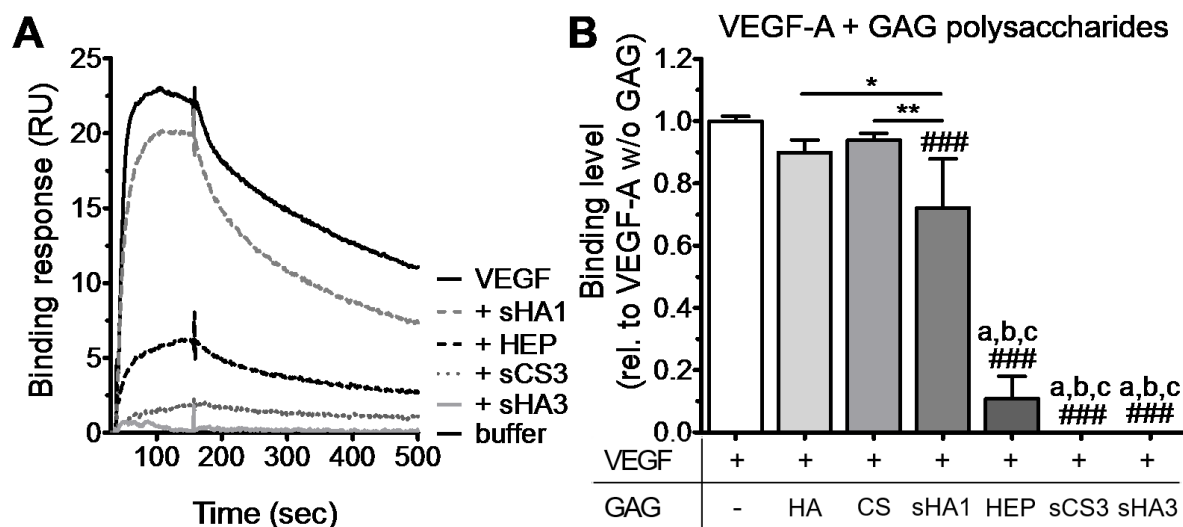 A
Binding response (RU)
25
20
15
10
5
0
100 200 300 400 500
Time (sec)
VEGF
+ sHA1
+ HEP
+ sCS3
+ sHA3
buffer
B
VEGF-A + GAG polysaccharides
Binding level
(rel. to VEGF-A w/o GAG)
1.2
1.0
0.8
0.6
0.4
0.2
0.0
*
**
###
a,b,c
###
a,b,c
###
a,b,c
###
VEGF + + + + + + +
GAG - HA CS sHA1 HEP sCS3 sHA3